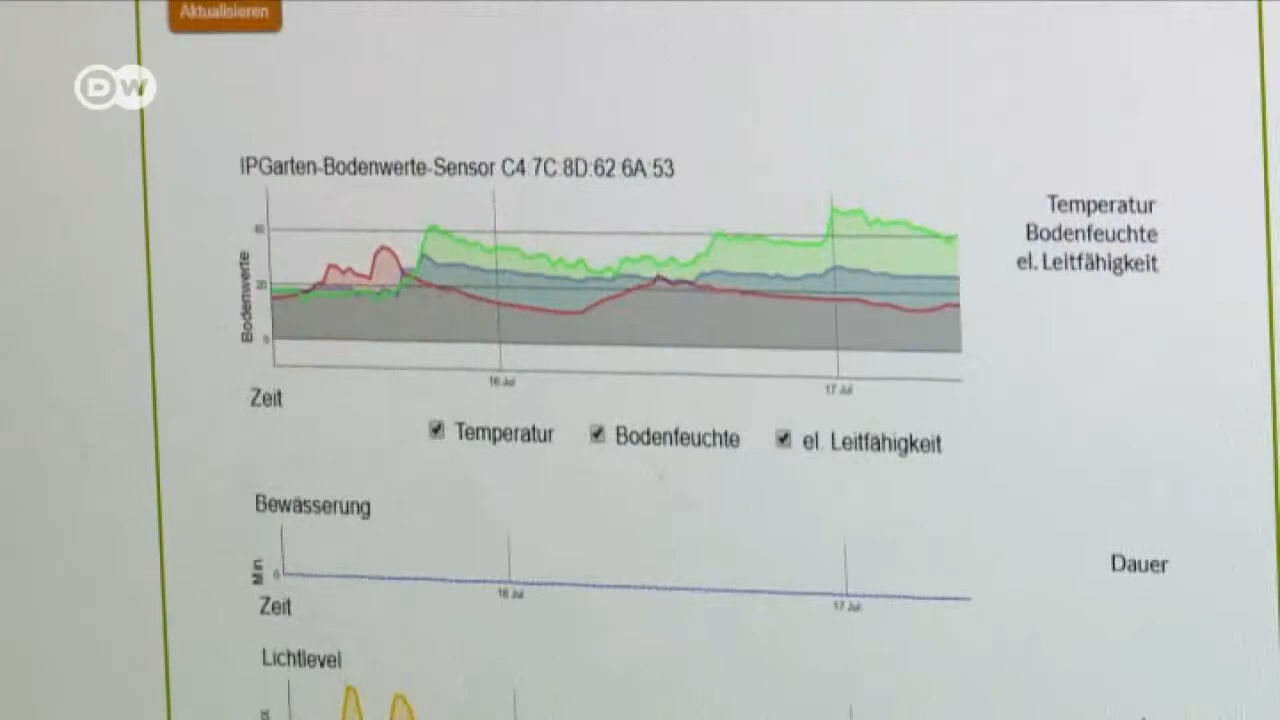 Aktualisieren
DW
IPGarten-Bodenwerte-Sensor C4:7C:8D:62:6A:53
Temperatur
Bodenfeuchte
el. Leitfähigkeit
Bodenwerte
40
20
0
16 Jul
17 Jul
Zeit
Temperatur
Bodenfeuchte
el. Leitfähigkeit
Bewässerung
Dauer
Min.
0
16 Jul
17 Jul
Zeit
Lichtlevel